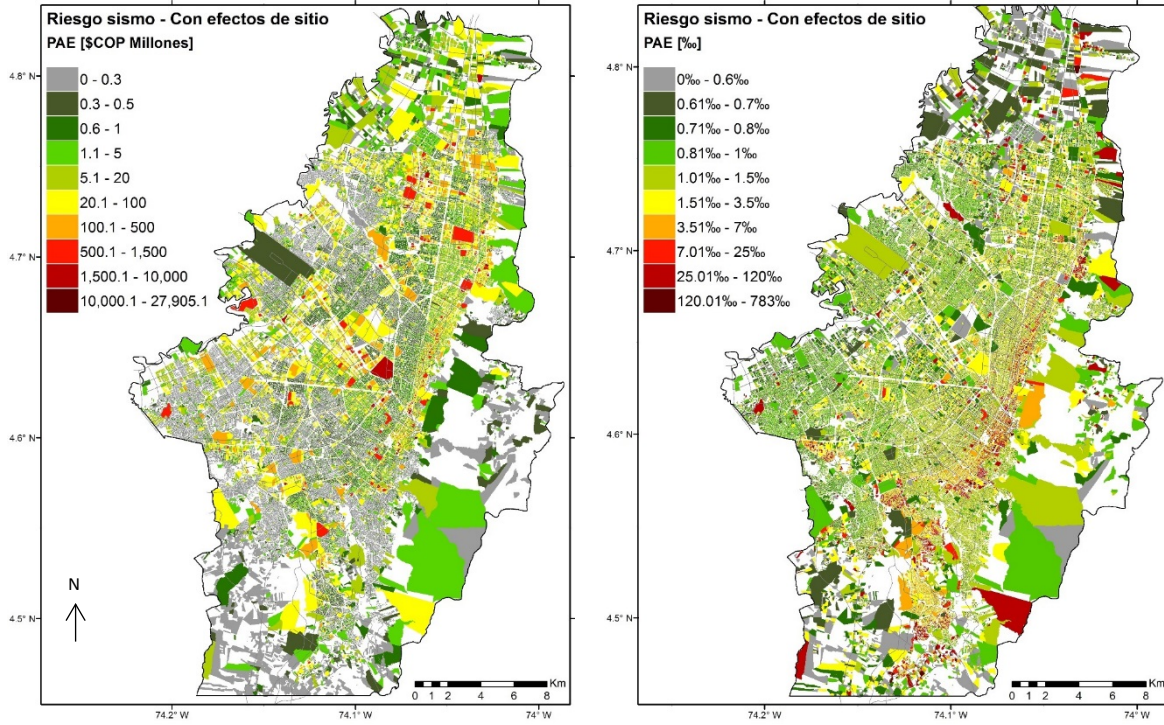 Riesgo sismo - Con efectos de sitio
PAE [$COP Millones]
0 - 0.3
0.3 - 0.5
0.6 - 1
1.1 - 5
5.1 - 20
20.1 - 100
100.1 - 500
500.1 - 1,500
1,500.1 - 10,000
10,000.1 - 27,905.1
4.8° N
4.7° N
4.6° N
4.5° N
N
0 1 2 4 6 8 Km
74.2° W
74.1° W
74° W
Riesgo sismo - Con efectos de sitio
PAE [‰]
0‰ - 0.6‰
0.61‰ - 0.7‰
0.71‰ - 0.8‰
0.81‰ - 1‰
1.01‰ - 1.5‰
1.51‰ - 3.5‰
3.51‰ - 7‰
7.01‰ - 25‰
25.01‰ - 120‰
120.01‰ - 783‰
4.8° N
4.7° N
4.6° N
4.5° N
0 1 2 4 6 8 Km
74.2° W
74.1° W
74° W